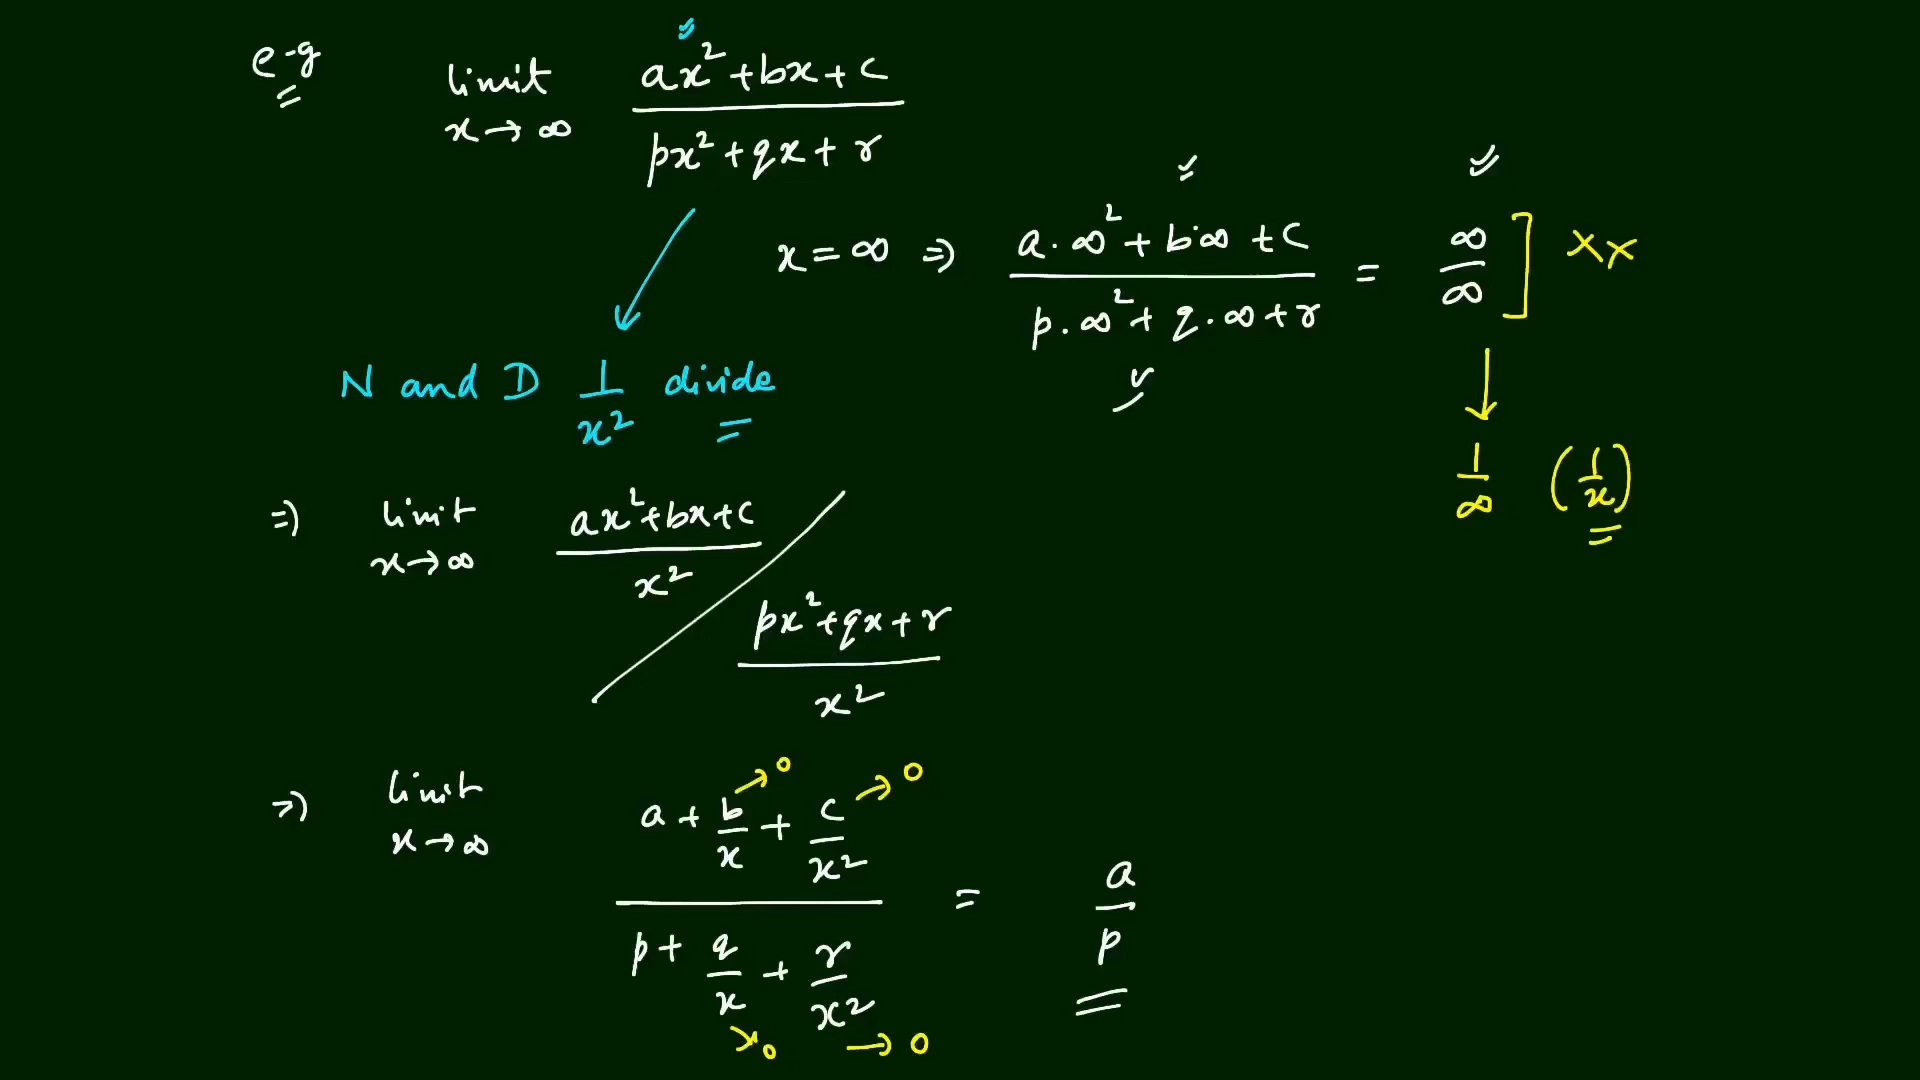 e-g
limit x→∞ (ax²+bx+c)/(px²+qx+r)
x = ∞ ⇒ (a.∞²+b.∞+c)/(p.∞²+q.∞+r) = ∞/∞ ] xx
↓
1/∞ (1/x)
N and D 1/x² divide
⇒ limit x→∞ (ax²+bx+c)/x² / (px²+qx+r)/x²
⇒ limit x→∞ (a + b/x →0 + c/x² →0)/(p + q/x →0 + r/x² →0) = a/p